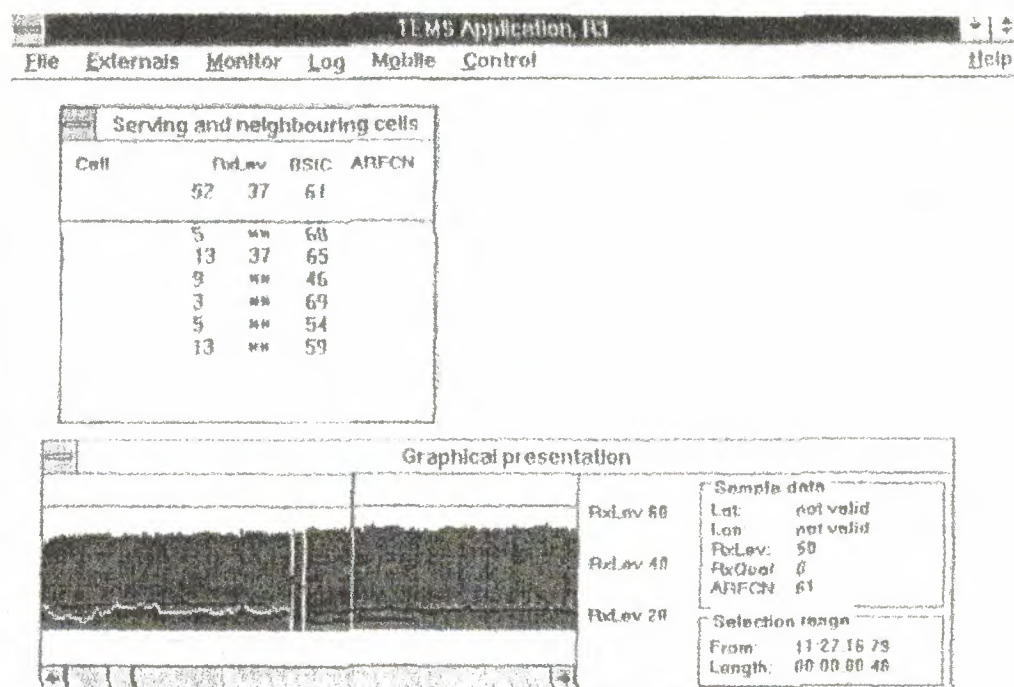 TEMS Application, R3
File Externals Monitor Log Mobile Control Help
Serving and neighbouring cells
Cell RxLev BSIC ARFCN
52 37 61
5 ** 60
13 37 65
9 ** 46
3 ** 69
5 ** 54
13 ** 59
Graphical presentation
RxLev 60
RxLev 40
RxLev 20
Sample data
Lat: not valid
Lon: not valid
RxLev: 50
RxQual 0
ARFCN 61
Selection range
From: 11:27:16.79
Length: 00:00:00.48